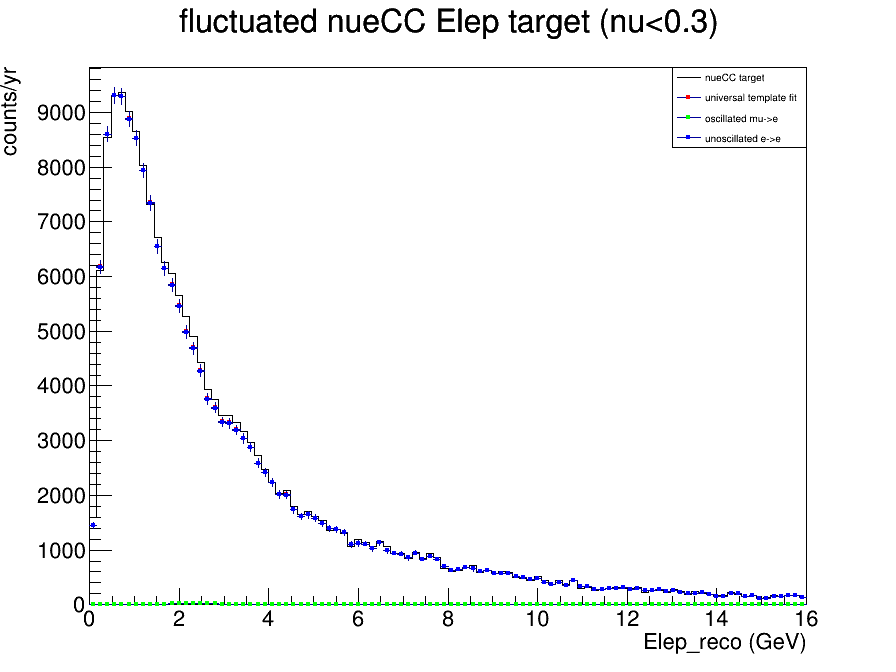 fluctuated nueCC Elep target (nu<0.3)
counts/yr
nueCC target
universal template fit
oscillated mu->e
unoscillated e->e
9000
8000
7000
6000
5000
4000
3000
2000
1000
0
0 2 4 6 8 10 12 14 16
Elep_reco (GeV)